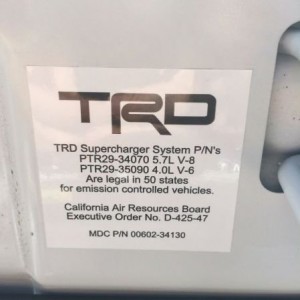 TRD
TRD Supercharger System P/N's
PTR29-34070 5.7L V-8
PTR29-35090 4.0L V-6
Are legal in 50 states
for emission controlled vehicles.
California Air Resources Board
Executive Order No. D-425-47
MDC P/N 00602-34130